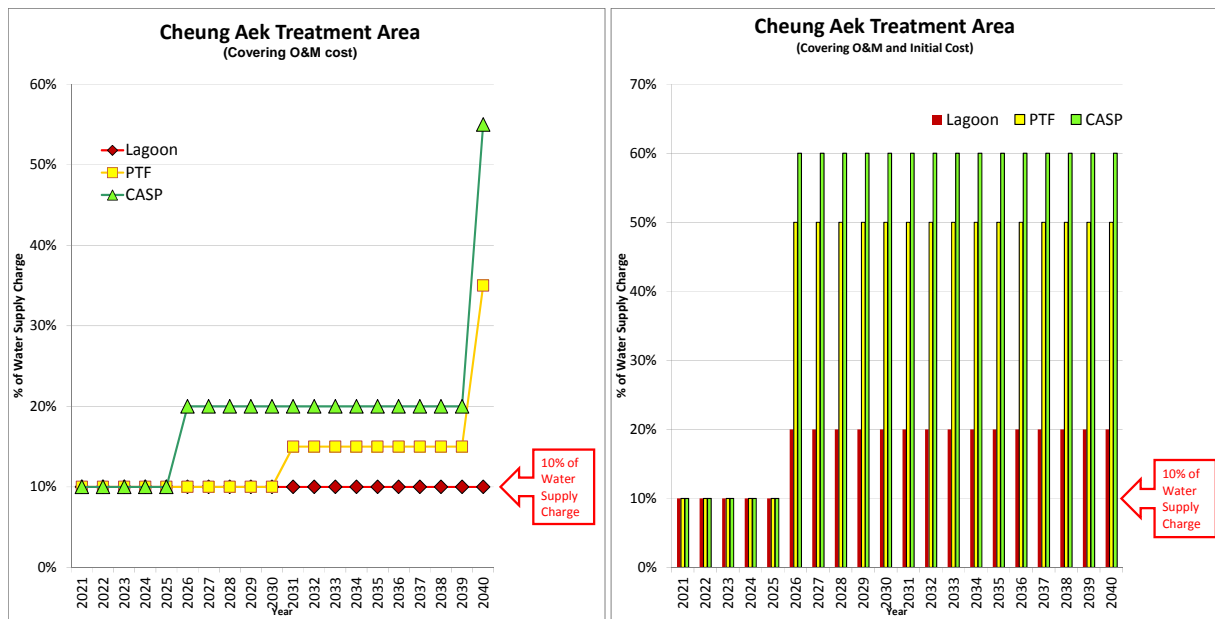 Cheung Aek Treatment Area
(Covering O&M cost)
60%
50%
40%
30%
20%
10%
0%
% of Water Supply Charge
Lagoon
PTF
CASP
10% of
Water
Supply
Charge
2021
2022
2023
2024
2025
2026
2027
2028
2029
2030
2031
2032
2033
2034
2035
2036
2037
2038
2039
2040
Year
Cheung Aek Treatment Area
(Covering O&M and Initial Cost)
70%
60%
50%
40%
30%
20%
10%
0%
% of Water Supply Charge
Lagoon PTF CASP
10% of
Water
Supply
Charge
2021
2022
2023
2024
2025
2026
2027
2028
2029
2030
2031
2032
2033
2034
2035
2036
2037
2038
2039
2040
Year